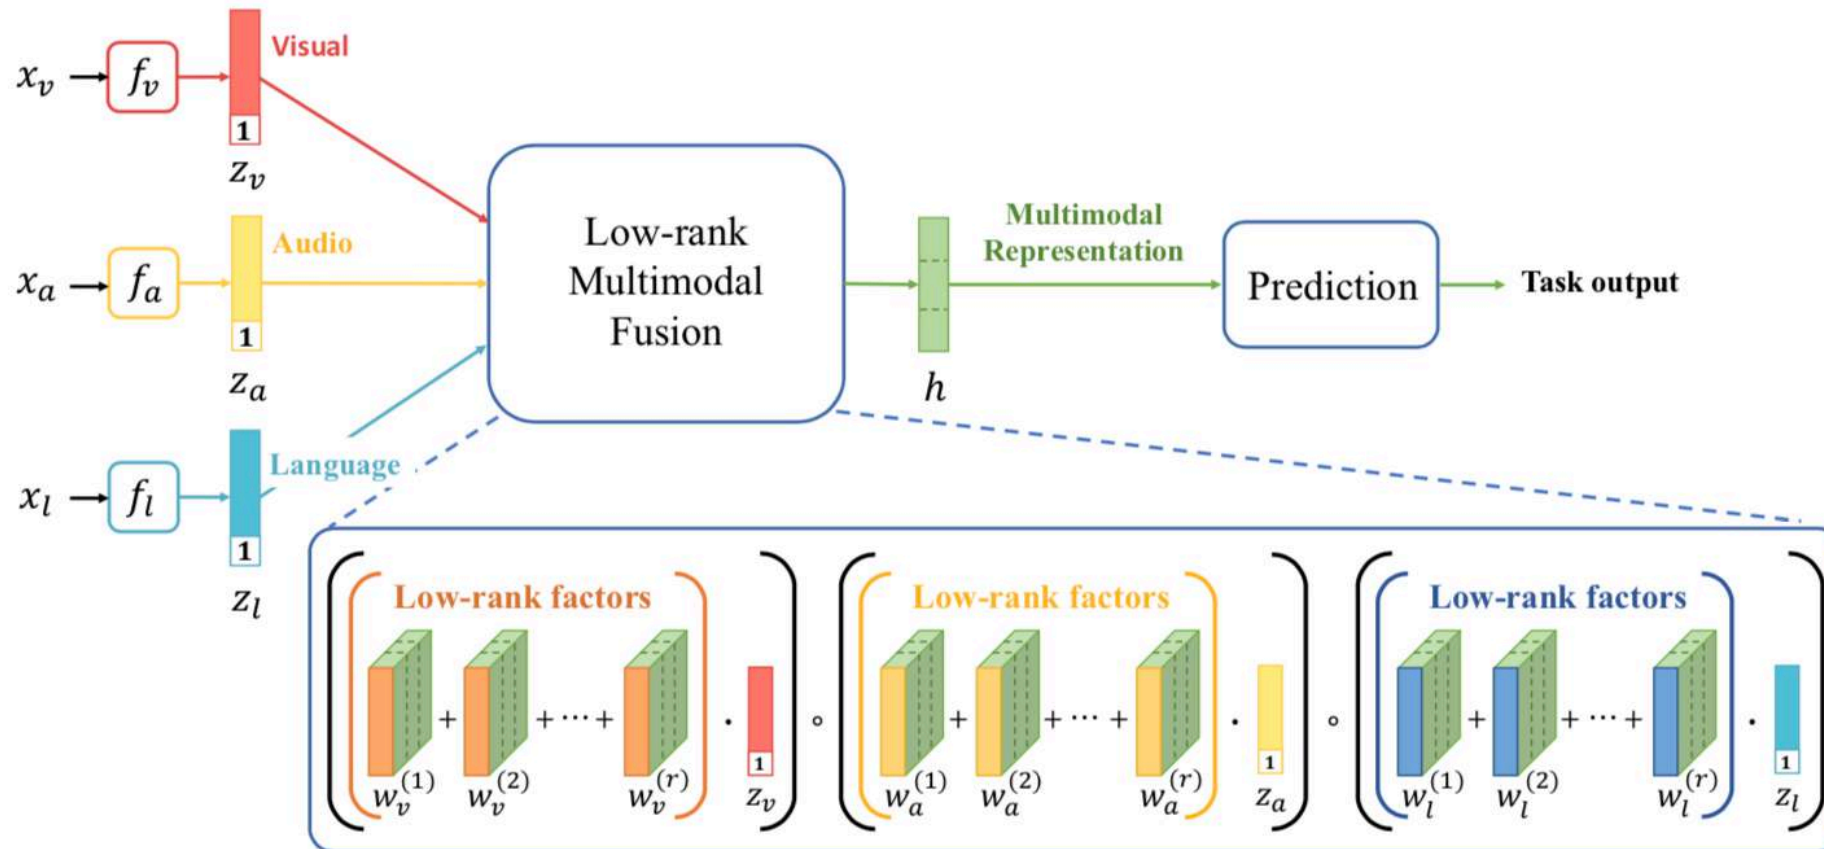 x_v
f_v
Visual
1
z_v
x_a
f_a
Audio
1
z_a
x_l
f_l
Language
1
z_l
Low-rank
Multimodal
Fusion
h
Multimodal
Representation
Prediction
Task output
Low-rank factors
w_v^{(1)} + w_v^{(2)} + ⋯ + w_v^{(r)} · 1 z_v
∘
Low-rank factors
w_a^{(1)} + w_a^{(2)} + ⋯ + w_a^{(r)} · 1 z_a
∘
Low-rank factors
w_l^{(1)} + w_l^{(2)} + ⋯ + w_l^{(r)} · 1 z_l